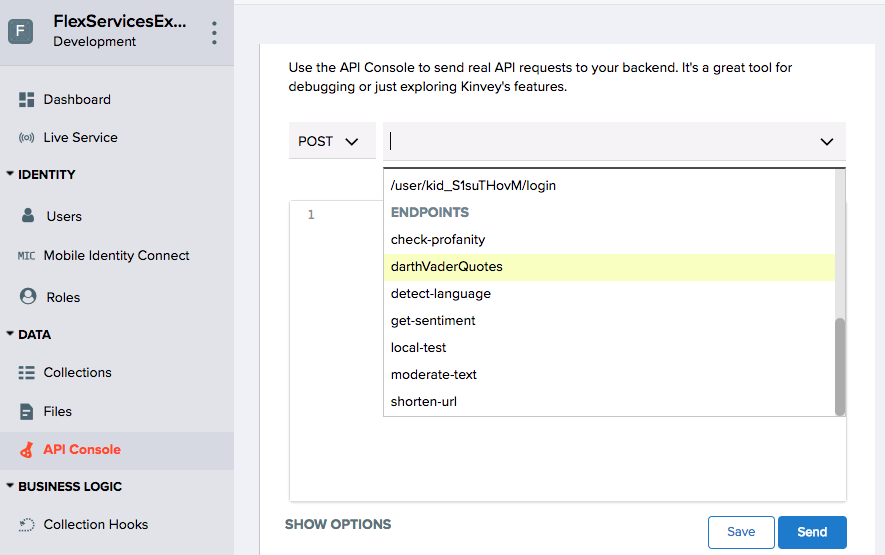 F
FlexServicesEx...
Development
Dashboard
Live Service
IDENTITY
Users
MIC Mobile Identity Connect
Roles
DATA
Collections
Files
API Console
BUSINESS LOGIC
Collection Hooks
Use the API Console to send real API requests to your backend. It's a great tool for
debugging or just exploring Kinvey's features.
POST
/user/kid_S1suTHovM/login
1
ENDPOINTS
check-profanity
darthVaderQuotes
detect-language
get-sentiment
local-test
moderate-text
shorten-url
SHOW OPTIONS
Save
Send